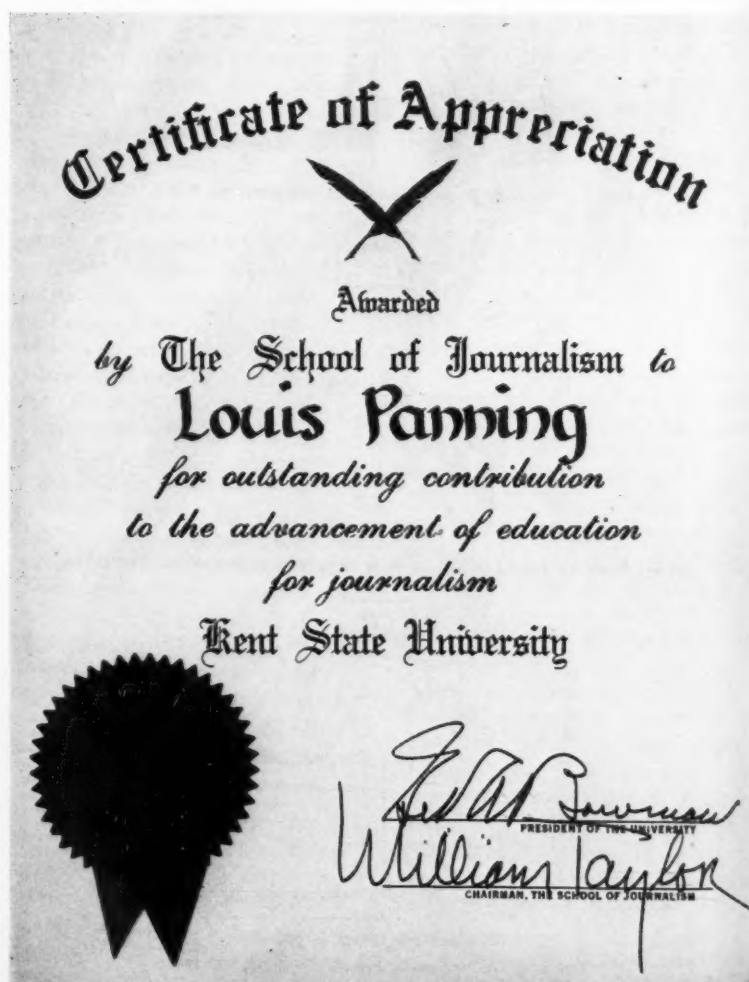 Certificate of Appreciation
Awarded
by The School of Journalism to
Louis Panning
for outstanding contribution
to the advancement of education
for journalism
Kent State University
Bowman
PRESIDENT OF THE UNIVERSITY
William Taylor
CHAIRMAN, THE SCHOOL OF JOURNALISM